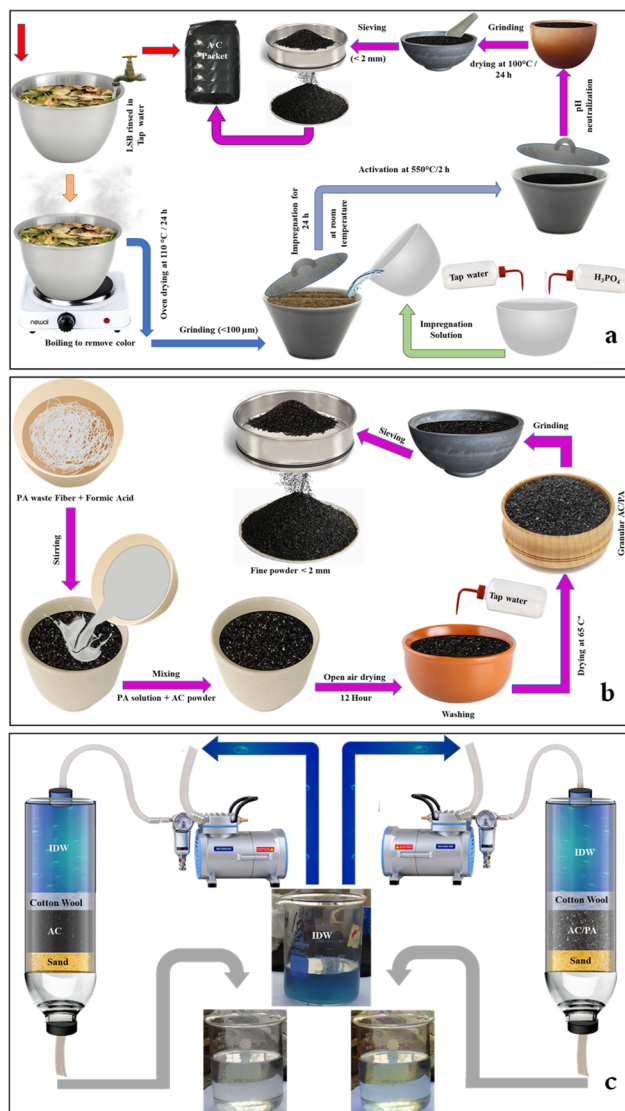 A C
Packet
Sieving
(< 2 mm)
Grinding
drying at 100°C /
24 h
LSB rinsed in
Tap water
pH
neutralization
Activation at 550°C/2 h
Impregnation for
24 h
at room
temperature
Oven drying at 110 °C / 24 h
Tap water
H₃PO₄
newal
Boiling to remove color
Grinding (<100 µm)
Impregnation
Solution
a
PA waste Fiber + Formic Acid
Stirring
Sieving
Grinding
Granular AC/PA
Fine powder < 2 mm
Tap water
Mixing
PA solution + AC powder
Open air drying
12 Hour
Washing
Drying at 65 C°
b
IDW
Cotton Wool
AC
Sand
IDW
IDW
Cotton Wool
AC/PA
Sand
c